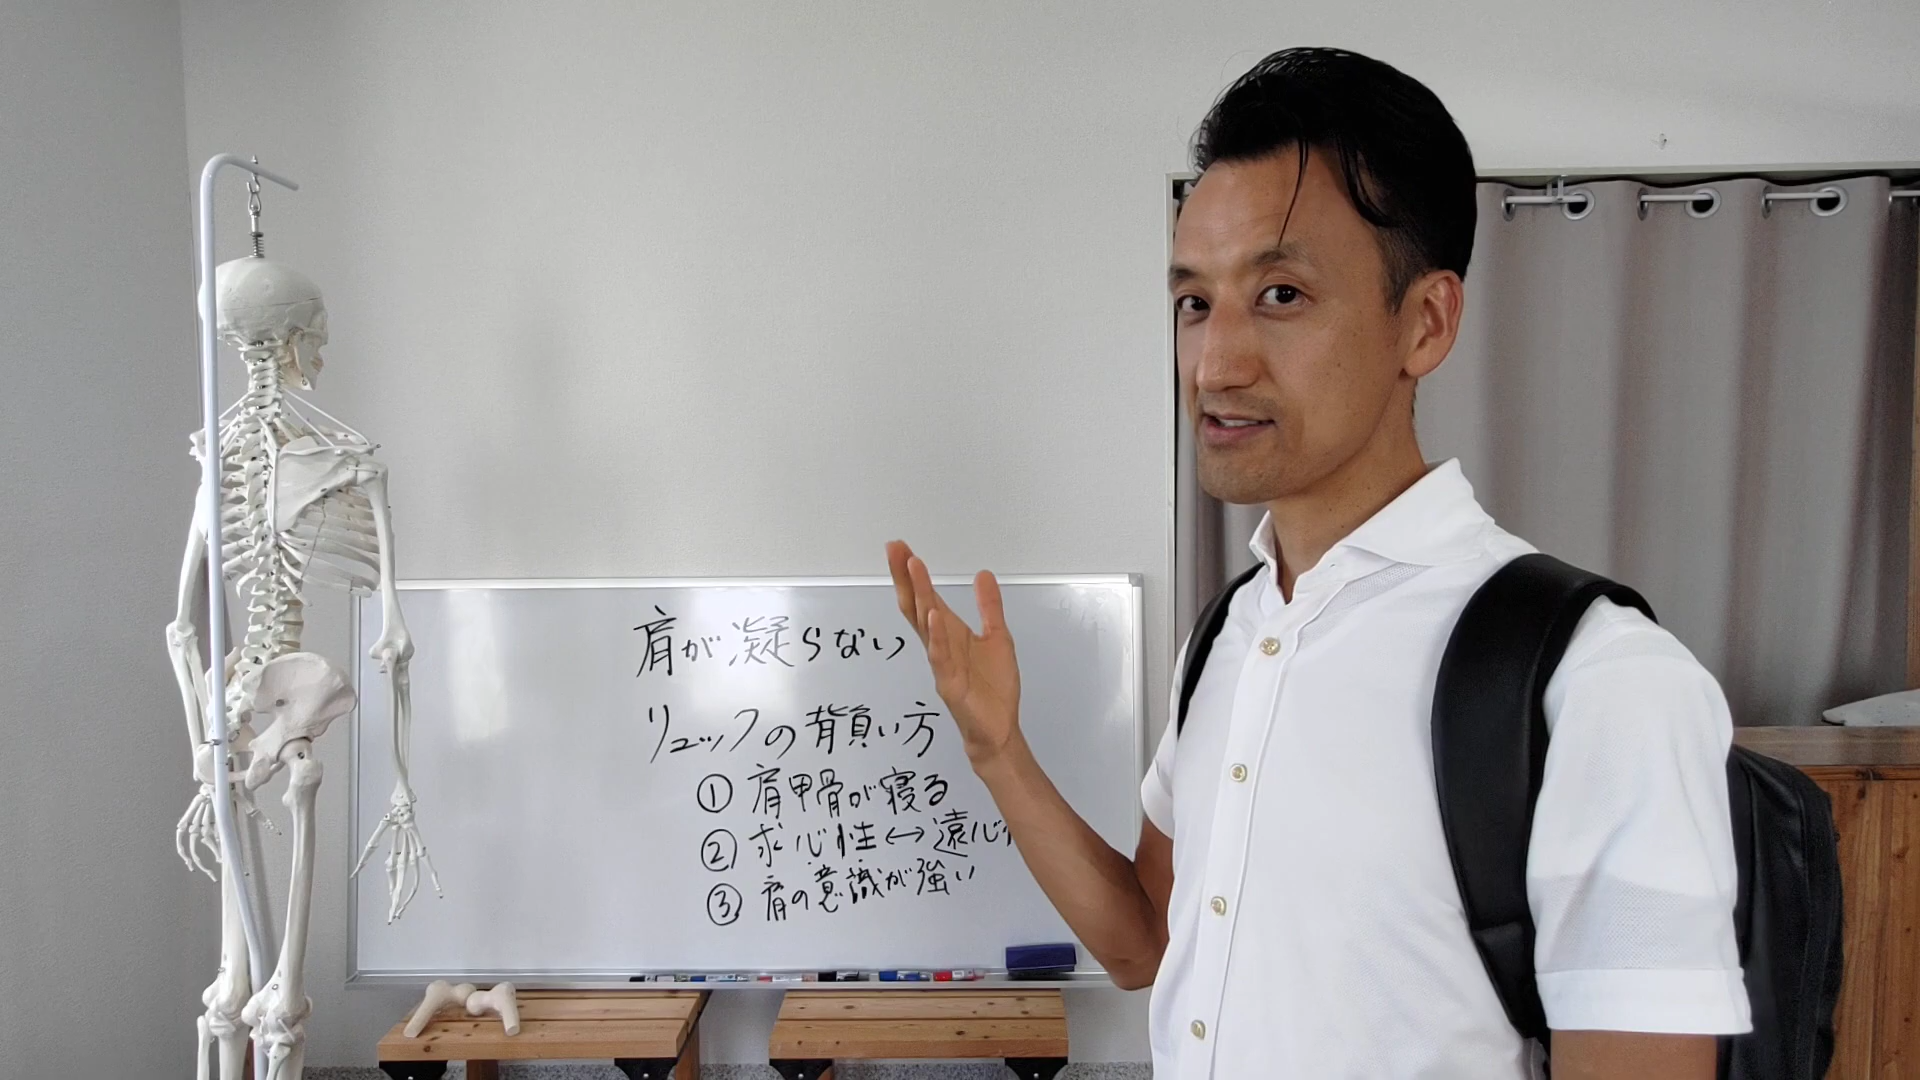 肩が凝らない
リュックの背負い方
① 肩甲骨が寝る
② 求心性↔遠心
③ 肩の意識が強い